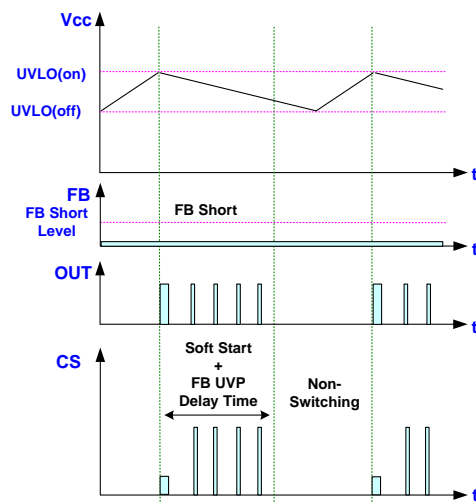 Vcc
UVLO(on)
UVLO(off)
t
FB
FB Short
Level
FB Short
t
OUT
t
CS
Soft Start
+
FB UVP
Delay Time
Non-
Switching
t